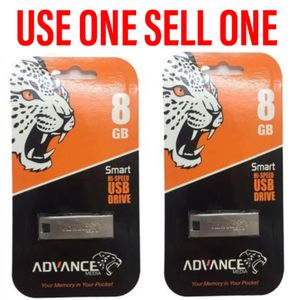 USE ONE SELL ONE
8
GB
Smart
HI-SPEED
USB
DRIVE
ADVANCE
MEDIA
Your Memory in Your Pocket
8
GB
Smart
HI-SPEED
USB
DRIVE
ADVANCE
MEDIA
Your Memory in Your Pocket